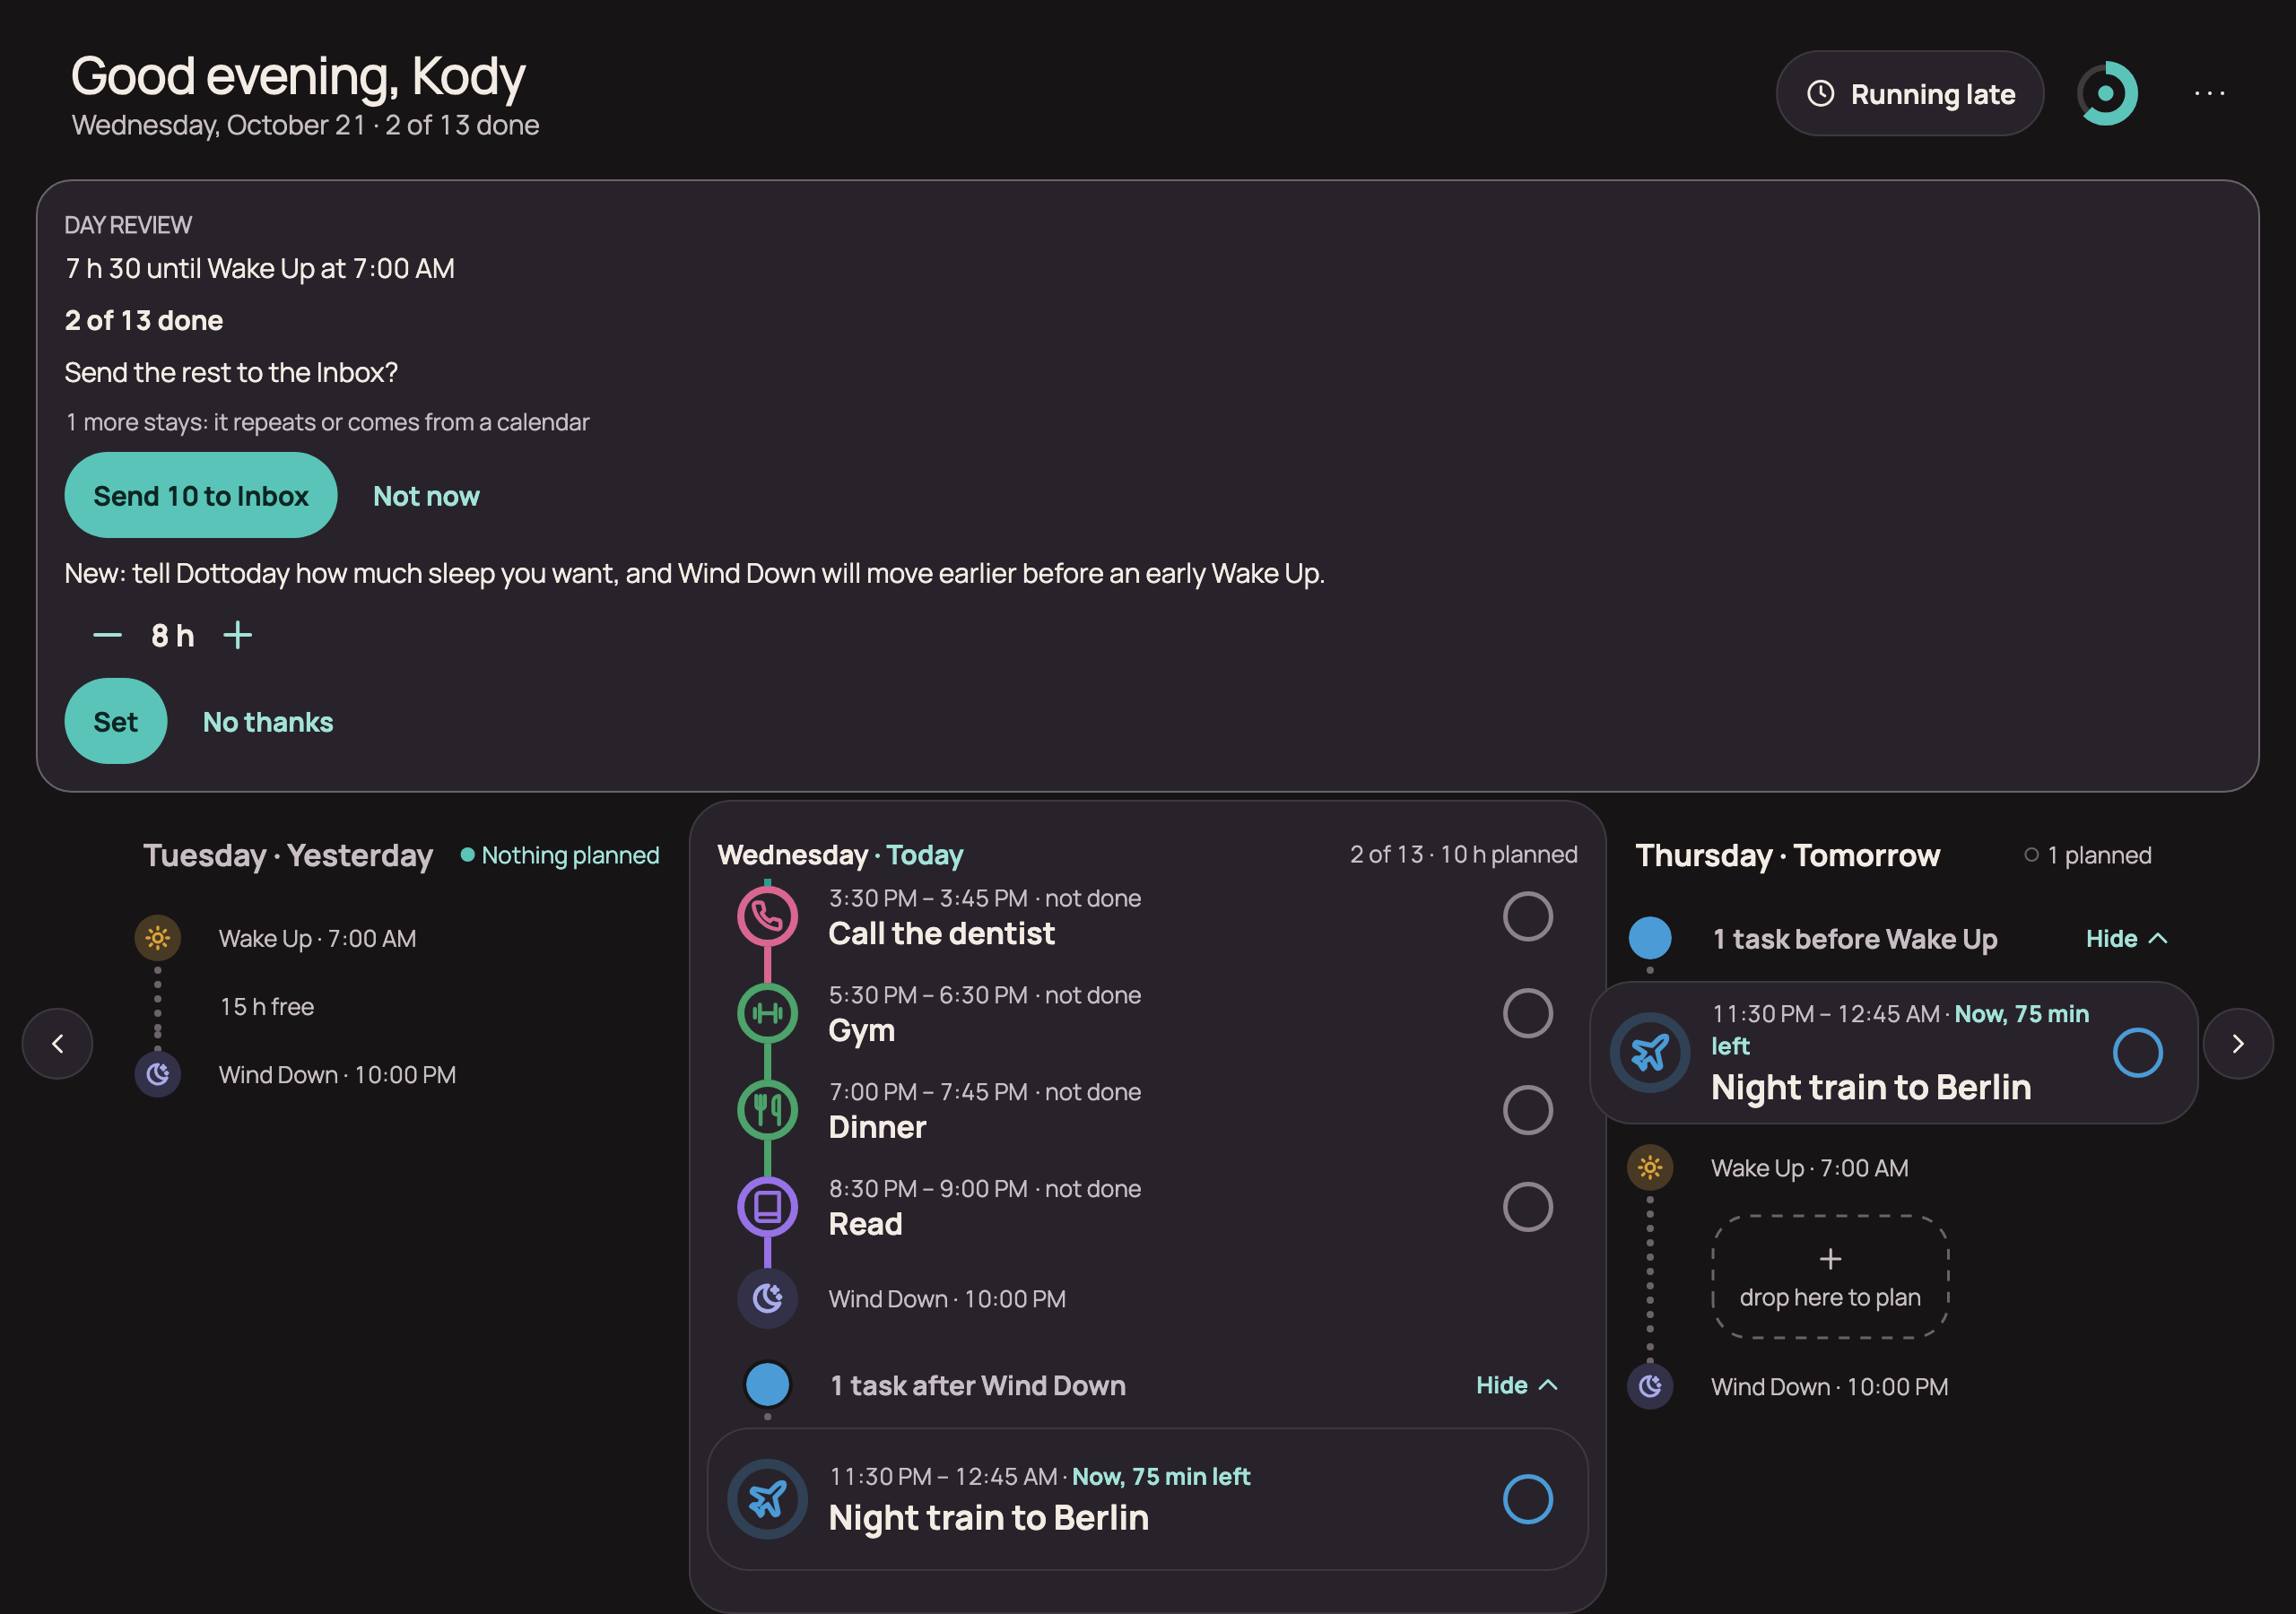 Good evening, Kody
Wednesday, October 21 · 2 of 13 done
Running late
DAY REVIEW
7 h 30 until Wake Up at 7:00 AM
2 of 13 done
Send the rest to the Inbox?
1 more stays: it repeats or comes from a calendar
Send 10 to Inbox
Not now
New: tell Dottoday how much sleep you want, and Wind Down will move earlier before an early Wake Up.
8 h
Set
No thanks
Tuesday · Yesterday
Nothing planned
Wake Up · 7:00 AM
15 h free
Wind Down · 10:00 PM
Wednesday · Today
2 of 13 · 10 h planned
3:30 PM – 3:45 PM · not done
Call the dentist
5:30 PM – 6:30 PM · not done
Gym
7:00 PM – 7:45 PM · not done
Dinner
8:30 PM – 9:00 PM · not done
Read
Wind Down · 10:00 PM
1 task after Wind Down
Hide
11:30 PM – 12:45 AM · Now, 75 min left
Night train to Berlin
Thursday · Tomorrow
1 planned
1 task before Wake Up
Hide
11:30 PM – 12:45 AM · Now, 75 min
left
Night train to Berlin
Wake Up · 7:00 AM
drop here to plan
Wind Down · 10:00 PM